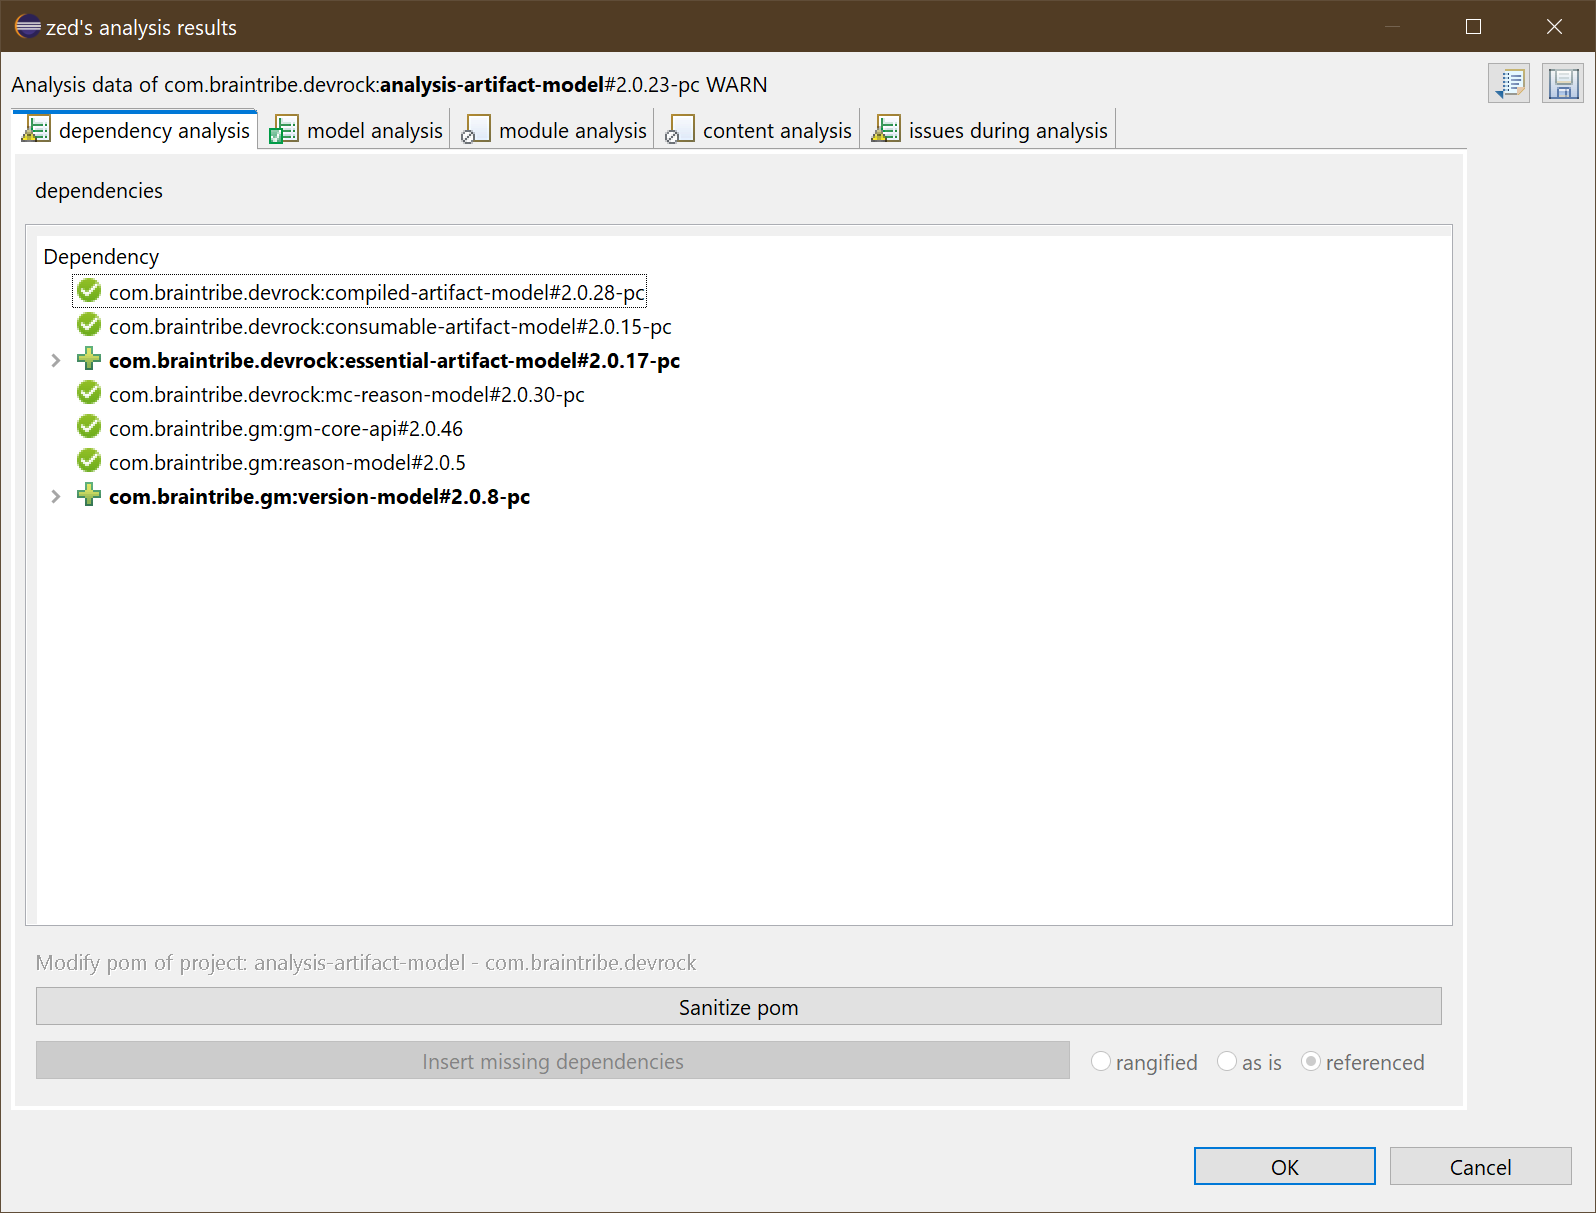 zed's analysis results
Analysis data of com.braintribe.devrock:analysis-artifact-model#2.0.23-pc WARN
dependency analysis
model analysis
module analysis
content analysis
issues during analysis
dependencies
Dependency
com.braintribe.devrock:compiled-artifact-model#2.0.28-pc
com.braintribe.devrock:consumable-artifact-model#2.0.15-pc
com.braintribe.devrock:essential-artifact-model#2.0.17-pc
com.braintribe.devrock:mc-reason-model#2.0.30-pc
com.braintribe.gm:gm-core-api#2.0.46
com.braintribe.gm:reason-model#2.0.5
com.braintribe.gm:version-model#2.0.8-pc
Modify pom of project: analysis-artifact-model - com.braintribe.devrock
Sanitize pom
Insert missing dependencies
rangified
as is
referenced
OK
Cancel